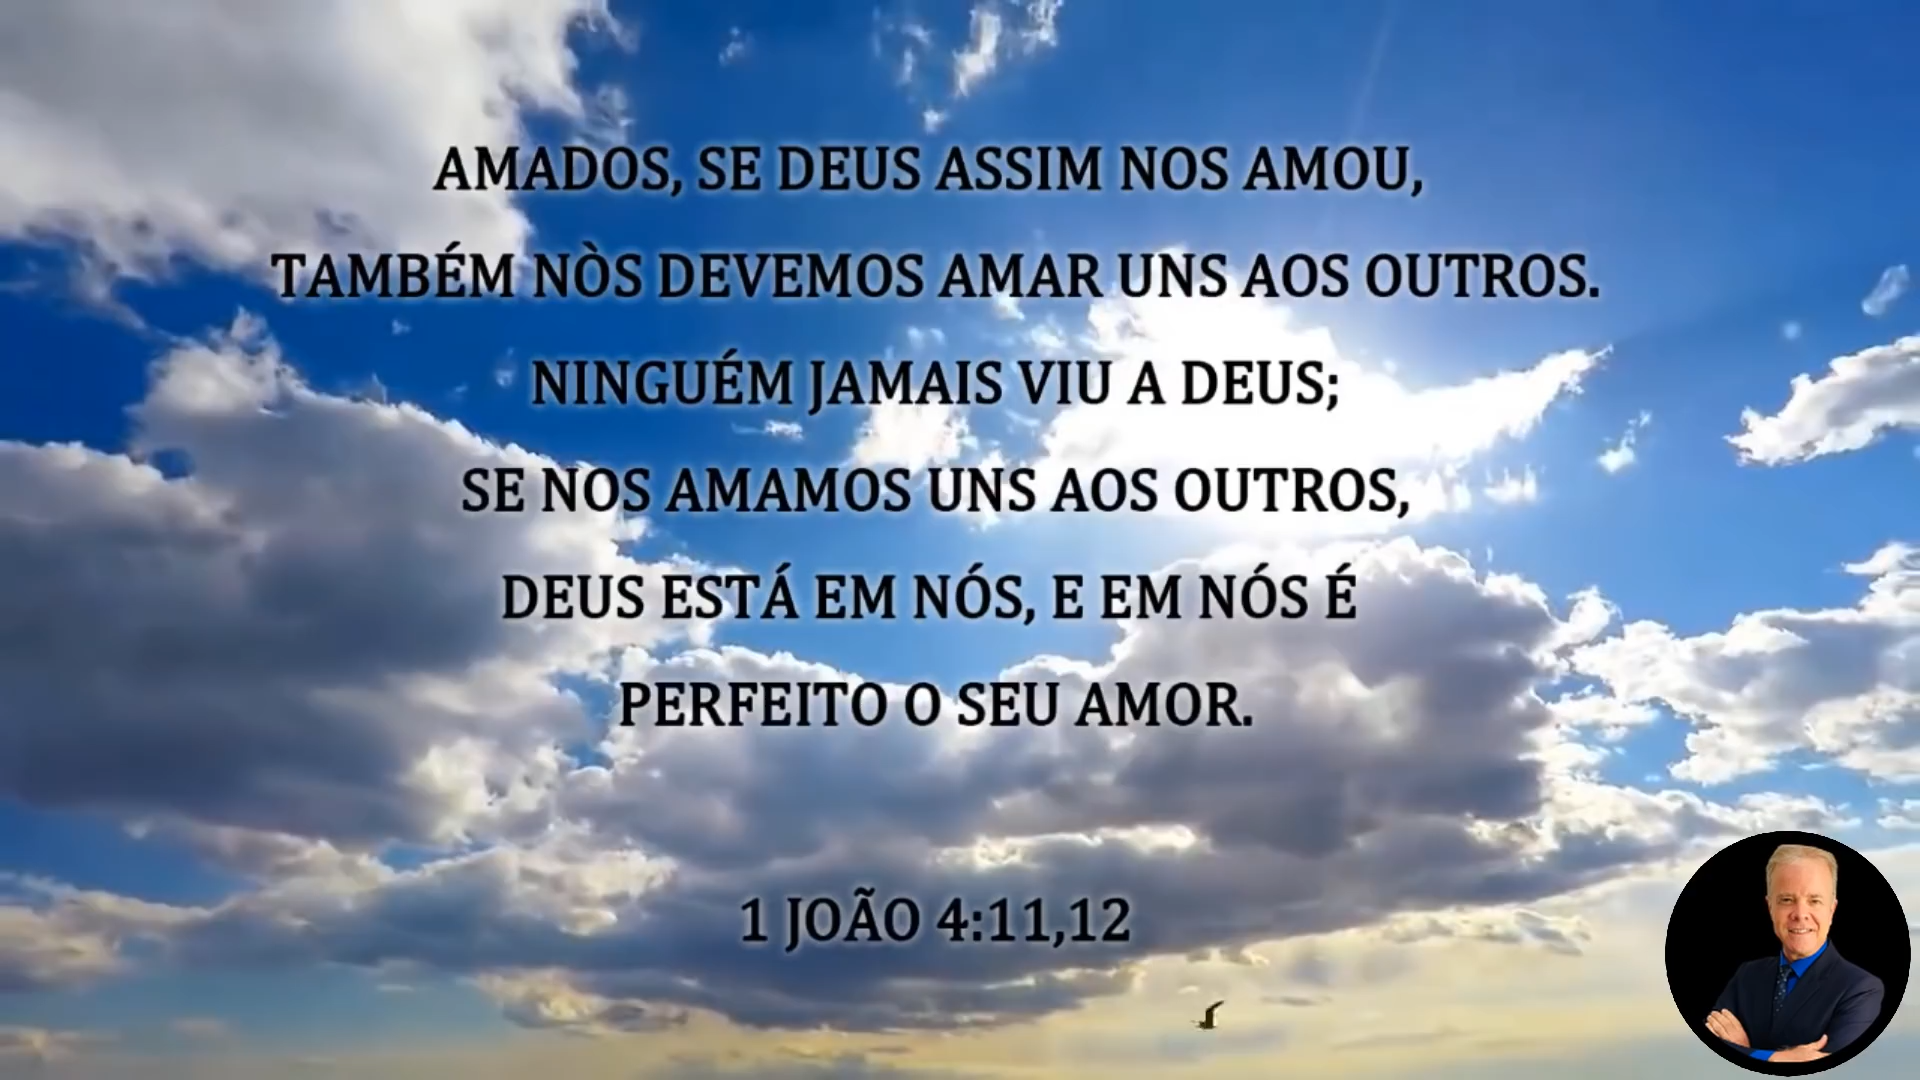 AMADOS, SE DEUS ASSIM NOS AMOU,
TAMBÉM NÒS DEVEMOS AMAR UNS AOS OUTROS.
NINGUÉM JAMAIS VIU A DEUS;
SE NOS AMAMOS UNS AOS OUTROS,
DEUS ESTÁ EM NÓS, E EM NÓS É
PERFEITO O SEU AMOR.
1 JOÃO 4:11,12